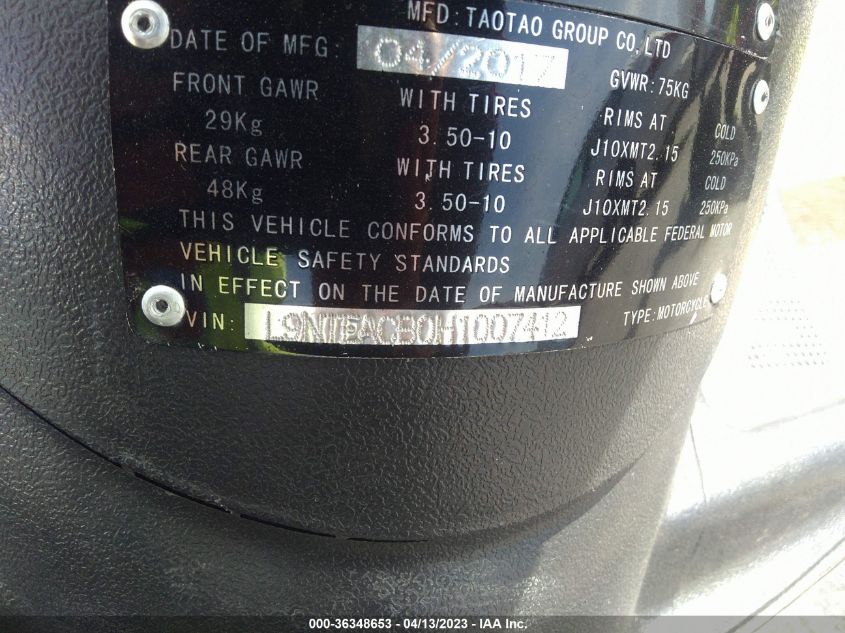 MFD: TAOTAO GROUP CO,LTD
DATE OF MFG: 04/2017 GVWR: 75KG
FRONT GAWR WITH TIRES RIMS AT COLD
29Kg 3.50-10 J10XMT2.15 250KPa
REAR GAWR WITH TIRES RIMS AT COLD
48Kg 3.50-10 J10XMT2.15 250KPa
THIS VEHICLE CONFORMS TO ALL APPLICABLE FEDERAL MOTOR
VEHICLE SAFETY STANDARDS
IN EFFECT ON THE DATE OF MANUFACTURE SHOWN ABOVE
VIN: L9NTEACB0H1007412 TYPE: MOTORCYCLE
000-36348653 - 04/13/2023 - IAA Inc.